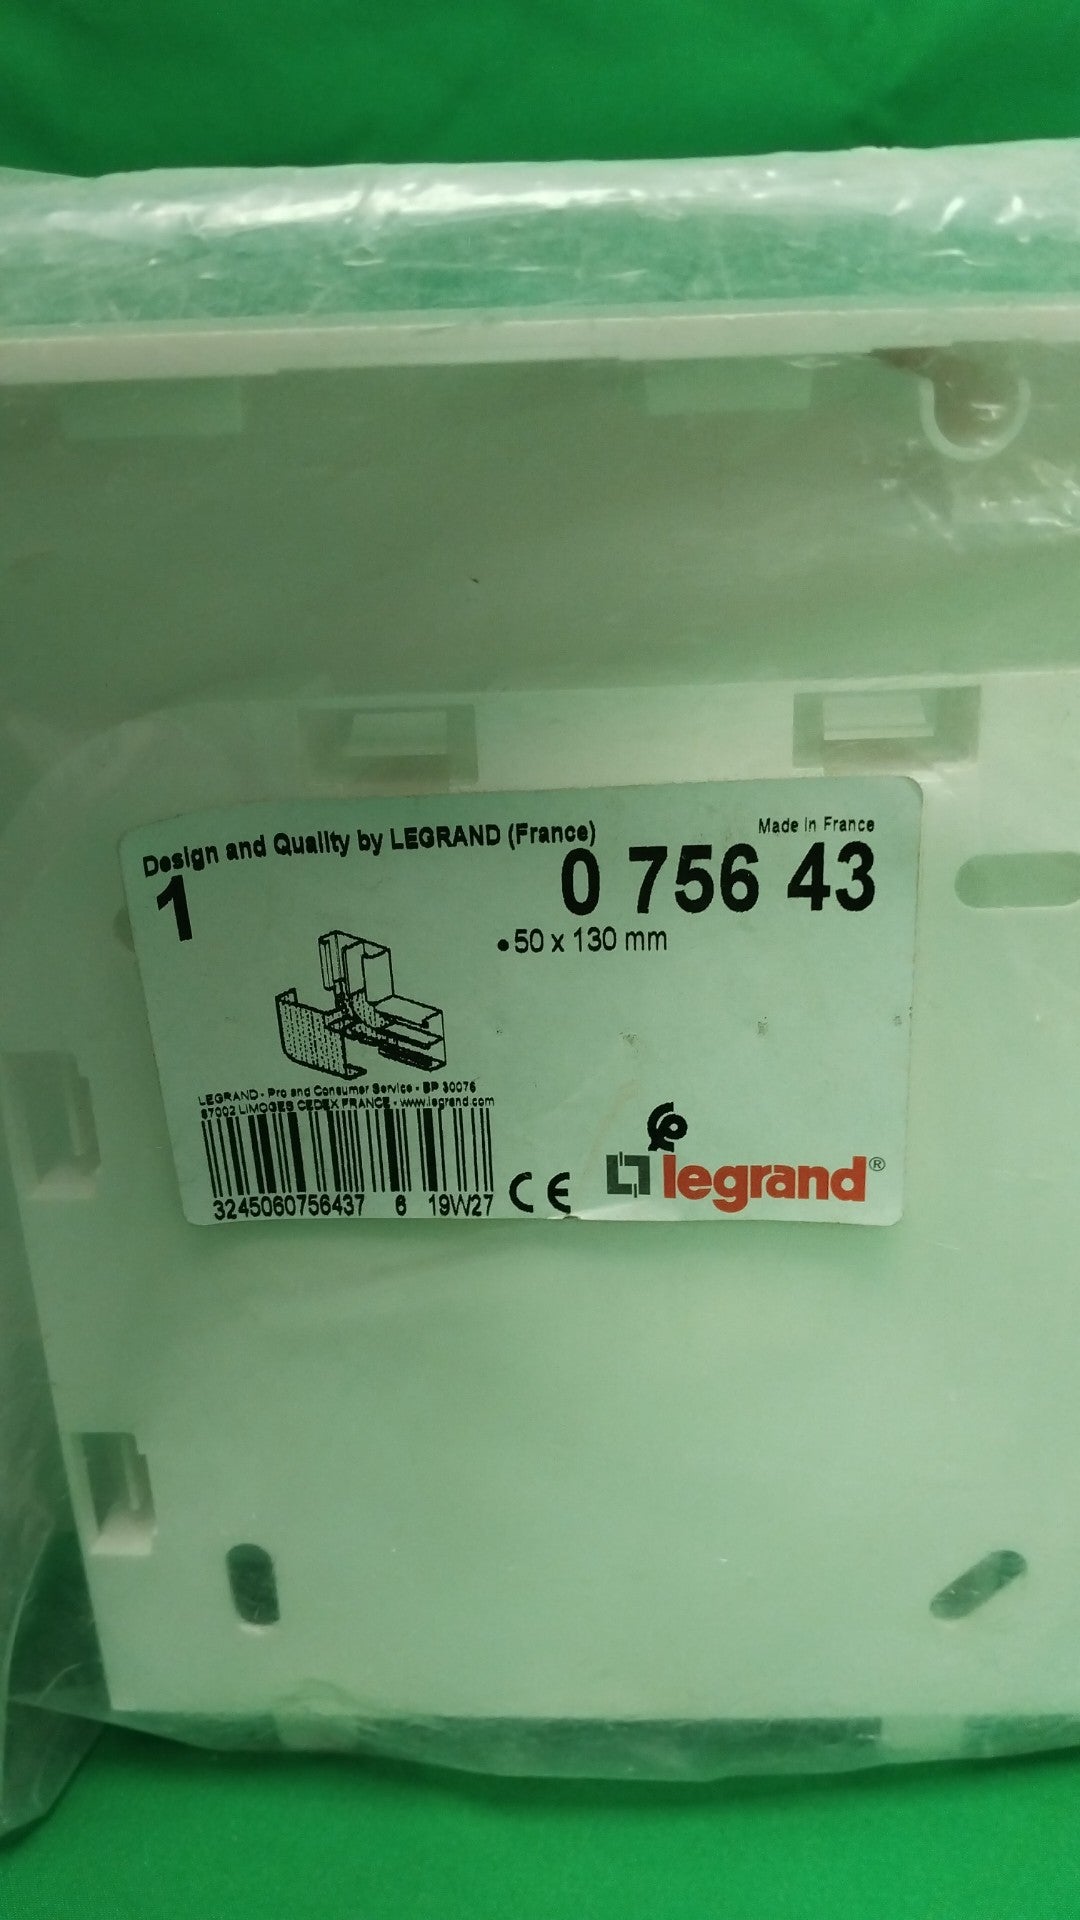 Design and Quality by LEGRAND (France)
Made in France
1
0 756 43
• 50 x 130 mm
LEGRAND - Pro and Consumer Service - BP 30076
87002 LIMOGES CEDEX FRANCE - www.legrand.com
3245060756437 6 19W27
CE
legrand®